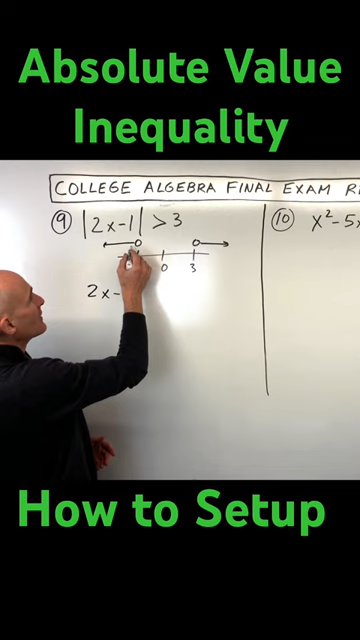 Absolute Value
Inequality
COLLEGE ALGEBRA FINAL EXAM R
9 |2x-1| > 3
0 3
2x-
10 x²-5x
How to Setup